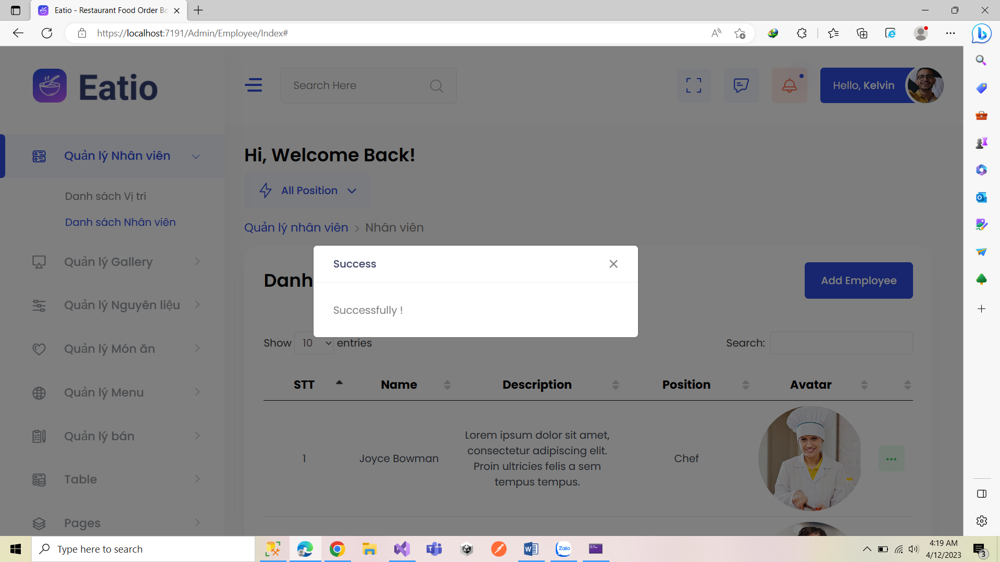 Eatio - Restaurant Food Order Bo
https://localhost:7191/Admin/Employee/Index#
Eatio
Search Here
Hello, Kelvin
Quản lý Nhân viên
Danh sách Vị trí
Danh sách Nhân viên
Quản lý Gallery
Quản lý Nguyên liệu
Quản lý Món ăn
Quản lý Menu
Quản lý bán
Table
Pages
Hi, Welcome Back!
All Position
Quản lý nhân viên > Nhân viên
Success
Successfully !
Danh
Add Employee
Show 10 entries
Search:
STT Name Description Position Avatar
1 Joyce Bowman Lorem ipsum dolor sit amet, consectetur adipiscing elit. Proin ultricies felis a sem tempus tempus. Chef
Type here to search
Zalo
4:19 AM
4/12/2023
3